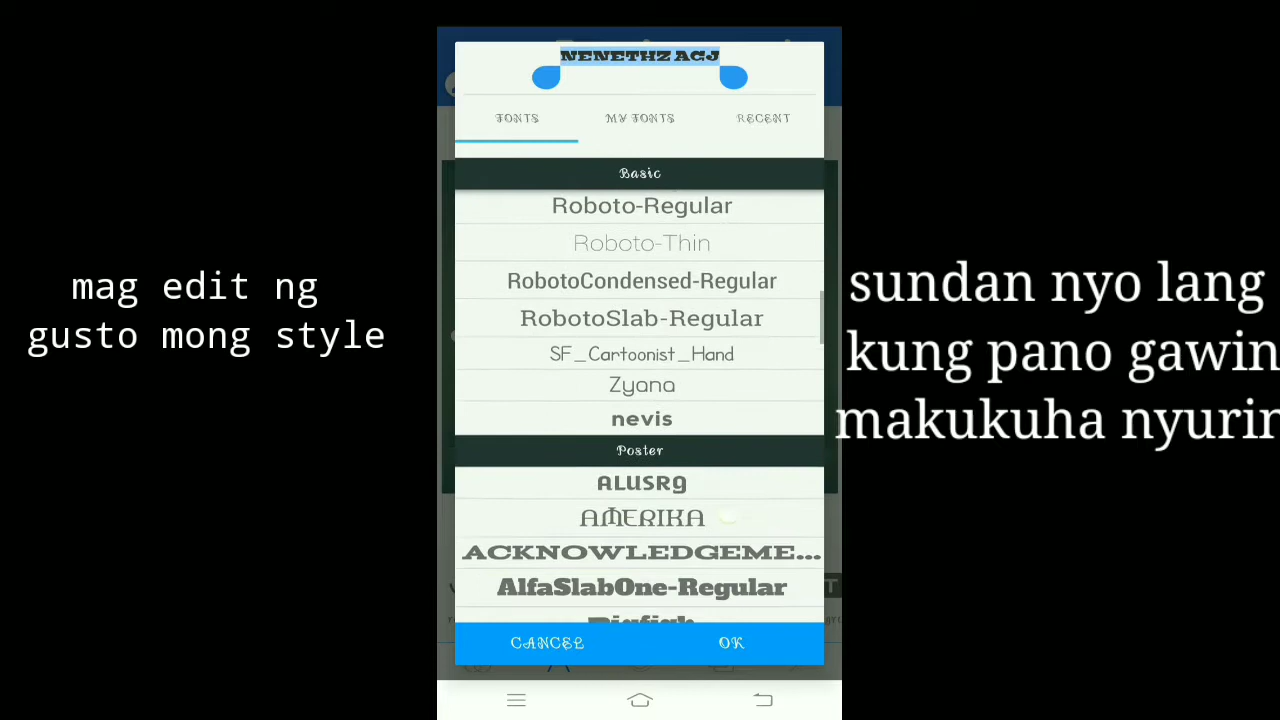 NENETHZ ACJ
FONTS
MY FONTS
RECENT
Basic
Roboto-Regular
Roboto-Thin
RobotoCondensed-Regular
RobotoSlab-Regular
SF_Cartoonist_Hand
Zyana
nevis
Poster
ALUSRg
AMERIKA
ACKNOWLEDGEME...
AlfaSlabOne-Regular
CANCEL
OK
mag edit ng
gusto mong style
sundan nyo lang
kung pano gawin
makukuha nyurin